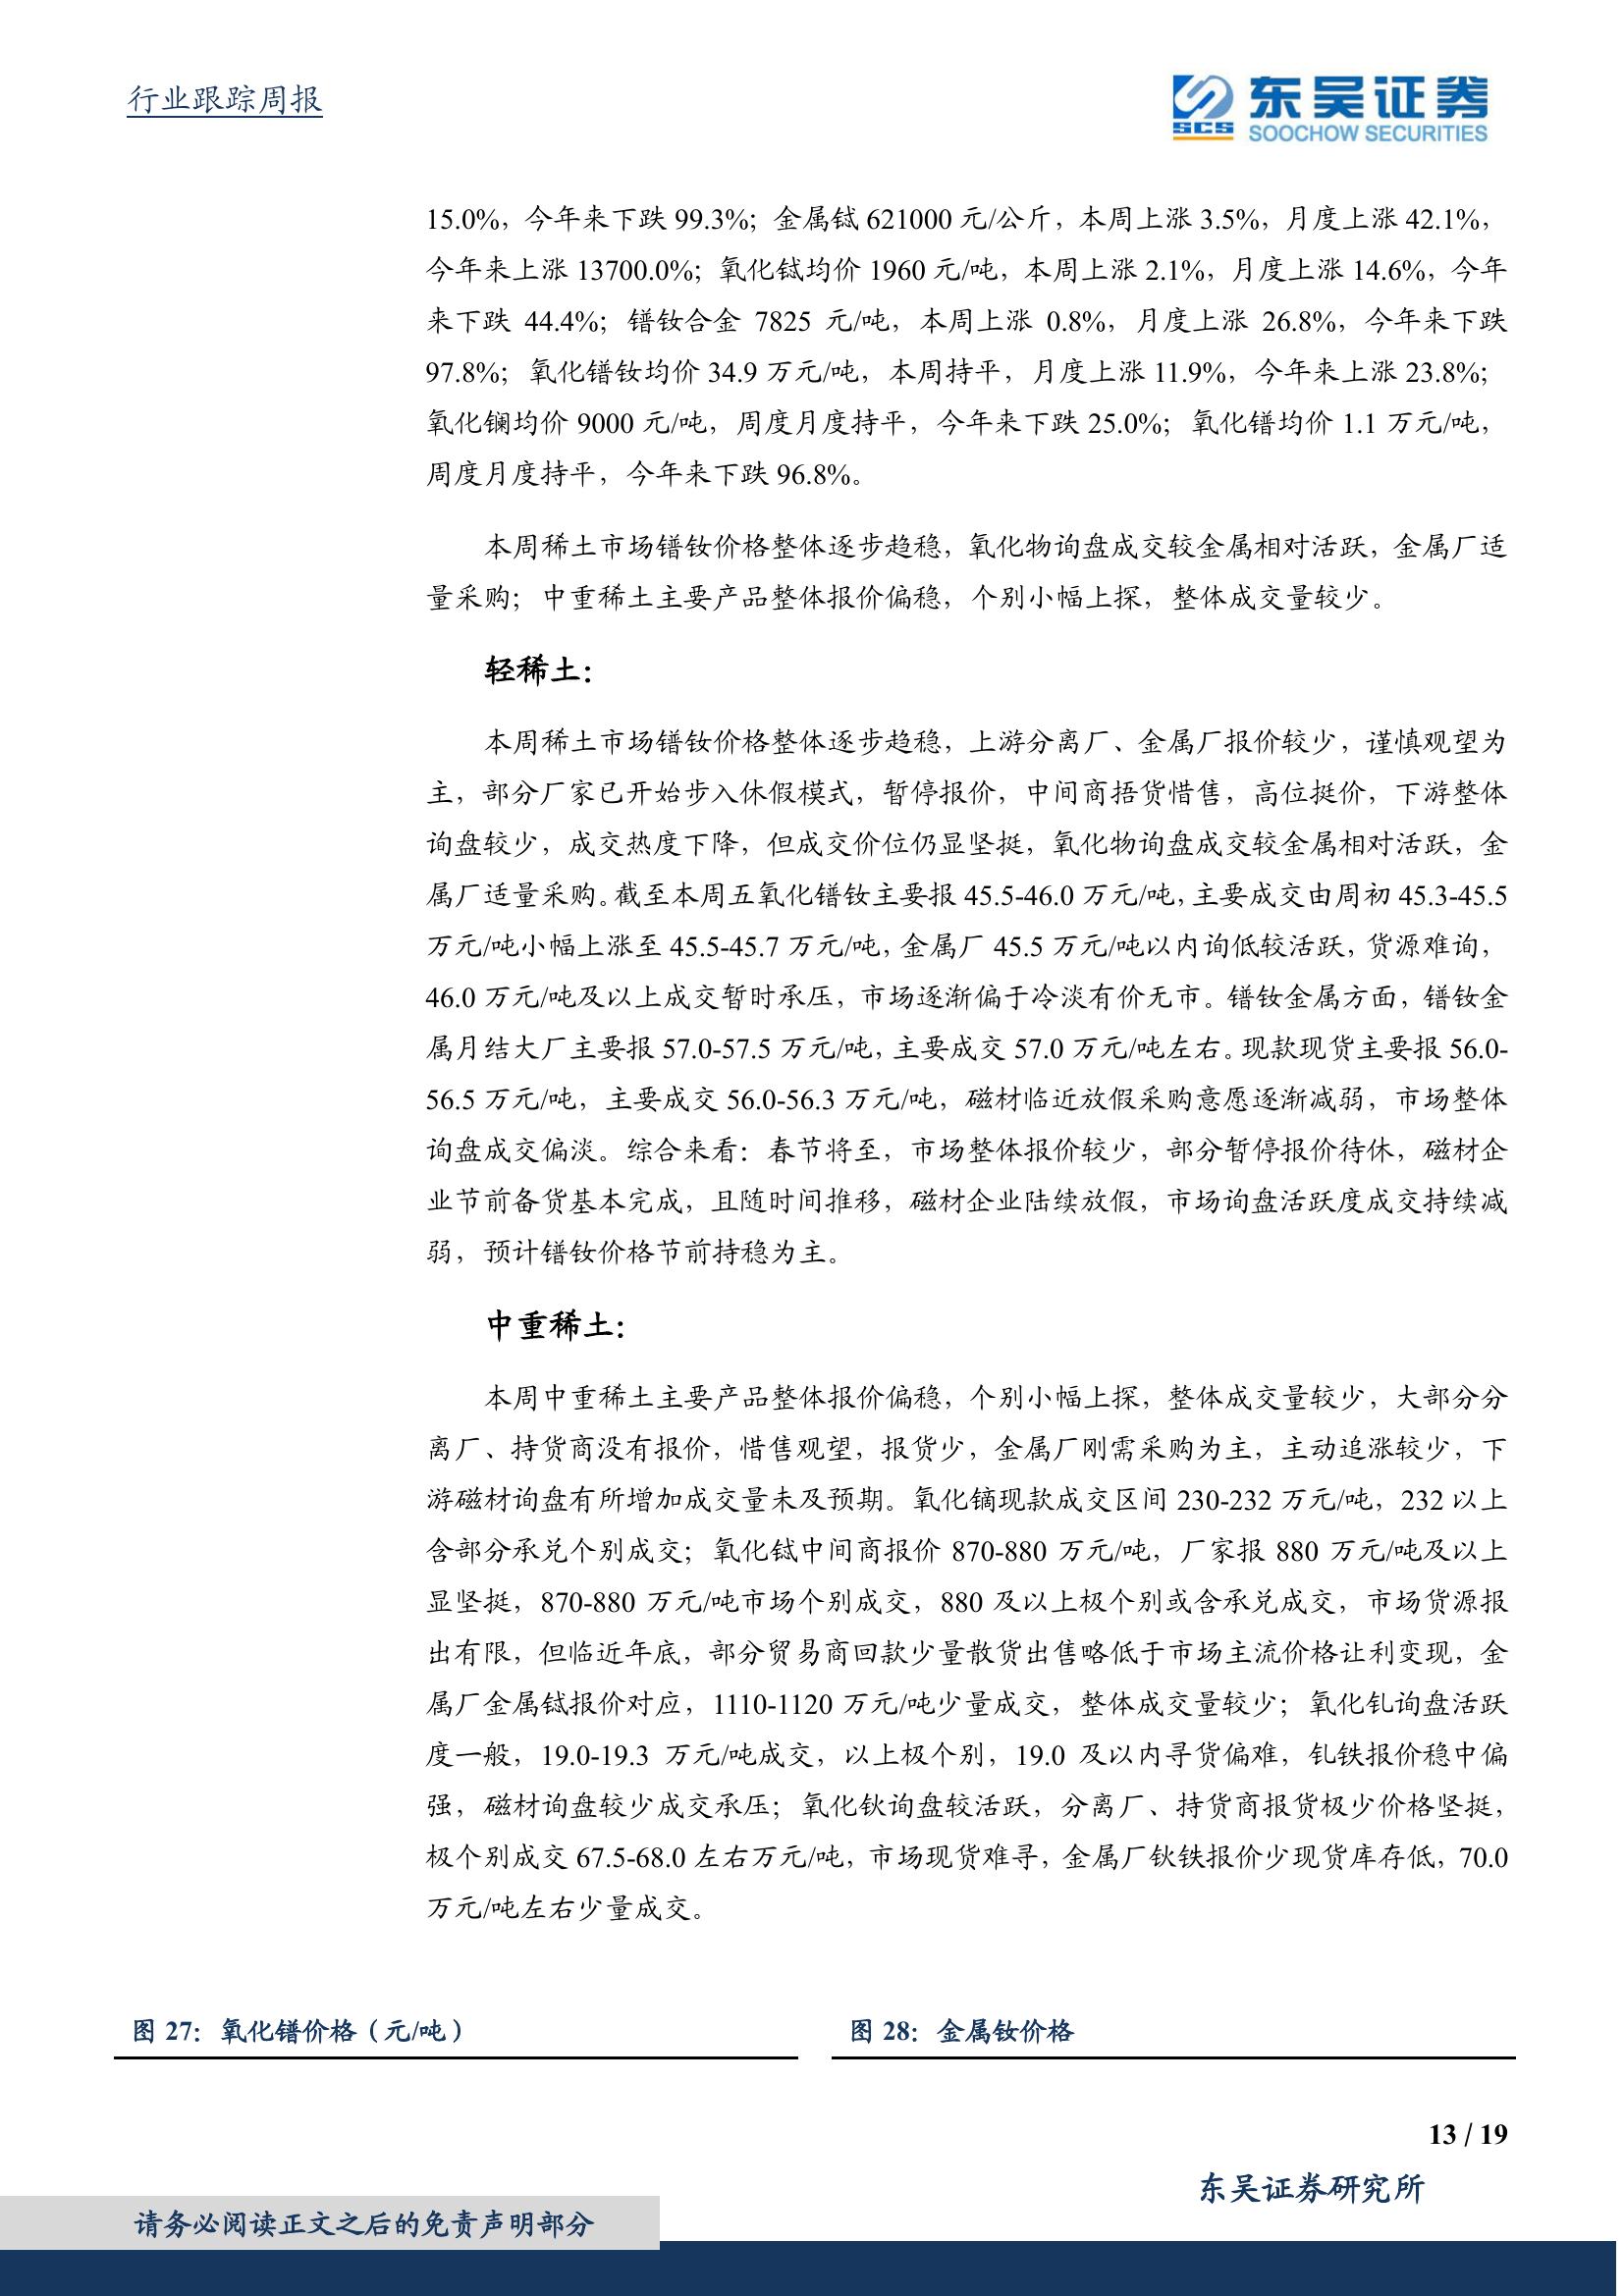 行业跟踪周报
东吴证券
SCS
SOOCHOW SECURITIES
15.0%，今年来下跌 99.3%；金属铽 621000 元/公斤，本周上涨 3.5%，月度上涨 42.1%，
今年来上涨 13700.0%；氧化铽均价 1960 元/吨，本周上涨 2.1%，月度上涨 14.6%，今年
来下跌 44.4%；镨钕合金 7825 元/吨，本周上涨 0.8%，月度上涨 26.8%，今年来下跌
97.8%；氧化镨钕均价 34.9 万元/吨，本周持平，月度上涨 11.9%，今年来上涨 23.8%；
氧化镧均价 9000 元/吨，周度月度持平，今年来下跌 25.0%；氧化镨均价 1.1 万元/吨，
周度月度持平，今年来下跌 96.8%。
本周稀土市场镨钕价格整体逐步趋稳，氧化物询盘成交较金属相对活跃，金属厂适
量采购；中重稀土主要产品整体报价偏稳，个别小幅上探，整体成交量较少。
轻稀土：
本周稀土市场镨钕价格整体逐步趋稳，上游分离厂、金属厂报价较少，谨慎观望为
主，部分厂家已开始步入休假模式，暂停报价，中间商捂货惜售，高位挺价，下游整体
询盘较少，成交热度下降，但成交价位仍显坚挺，氧化物询盘成交较金属相对活跃，金
属厂适量采购。截至本周五氧化镨钕主要报 45.5-46.0 万元/吨，主要成交由周初 45.3-45.5
万元/吨小幅上涨至 45.5-45.7 万元/吨，金属厂 45.5 万元/吨以内询低较活跃，货源难询，
46.0 万元/吨及以上成交暂时承压，市场逐渐偏于冷淡有价无市。镨钕金属方面，镨钕金
属月结大厂主要报 57.0-57.5 万元/吨，主要成交 57.0 万元/吨左右。现款现货主要报 56.0-
56.5 万元/吨，主要成交 56.0-56.3 万元/吨，磁材临近放假采购意愿逐渐减弱，市场整体
询盘成交偏淡。综合来看：春节将至，市场整体报价较少，部分暂停报价待休，磁材企
业节前备货基本完成，且随时间推移，磁材企业陆续放假，市场询盘活跃度成交持续减
弱，预计镨钕价格节前持稳为主。
中重稀土：
本周中重稀土主要产品整体报价偏稳，个别小幅上探，整体成交量较少，大部分分
离厂、持货商没有报价，惜售观望，报货少，金属厂刚需采购为主，主动追涨较少，下
游磁材询盘有所增加成交量未及预期。氧化镝现款成交区间 230-232 万元/吨，232 以上
含部分承兑个别成交；氧化铽中间商报价 870-880 万元/吨，厂家报 880 万元/吨及以上
显坚挺，870-880 万元/吨市场个别成交，880 及以上极个别或含承兑成交，市场货源报
出有限，但临近年底，部分贸易商回款少量散货出售略低于市场主流价格让利变现，金
属厂金属铽报价对应，1110-1120 万元/吨少量成交，整体成交量较少；氧化钆询盘活跃
度一般，19.0-19.3 万元/吨成交，以上极个别，19.0 及以内寻货偏难，钆铁报价稳中偏
强，磁材询盘较少成交承压；氧化钬询盘较活跃，分离厂、持货商报货极少价格坚挺，
极个别成交 67.5-68.0 左右万元/吨，市场现货难寻，金属厂钬铁报价少现货库存低，70.0
万元/吨左右少量成交。
图 27：氧化镨价格（元/吨）
图 28：金属钕价格
13 / 19
东吴证券研究所
请务必阅读正文之后的免责声明部分